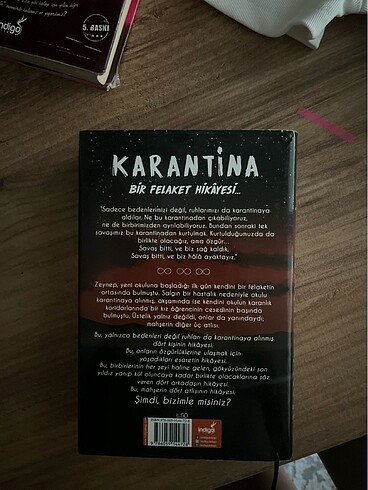 indigo
5. BASKI
KARANTİNA
BİR FELAKET HİKÂYESİ...
"Sadece bedenlerimizi değil, ruhlarımızı da karantinaya
aldılar. Ne bu karantinadan çıkabiliyoruz,
ne de birbirimizden ayrılabiliyoruz. Bundan sonraki tek
savaşımız bu karantinadan kurtulmak. Kurtulduğumuzda da
birlikte olacağız, ama özgür...
Savaş bitti, ve biz sağ kaldık.
Savaş bitti, ve biz hâlâ ayaktayız."
Zeynep, yeni okuluna başladığı ilk gün kendini bir felaketin
ortasında bulmuştu. Salgın bir hastalık nedeniyle okulu
karantinaya alınmış, akşamında ise kendini okulun karanlık
koridorlarında bir kız öğrencinin cesedinin başında
bulmuştu. Üstelik yalnız değildi, onlar da yanındaydı;
mahşerin diğer üç atlısı.
Bu, yalnızca bedenleri değil ruhları da karantinaya alınmış
dört kişinin hikâyesi.
Bu, onların özgürlüklerine ulaşmak için
yaşadıkları esaretin hikâyesi.
Bu, birbirlerinin her şeyi haline gelen, gökyüzündeki son
yıldız yanıp kül oluncaya kadar birlikte olacaklarına söz
veren dört arkadaşın hikâyesi.
Bu, mahşerin dört atlısının hikâyesi.
Şimdi, bizimle misiniz?
indigo